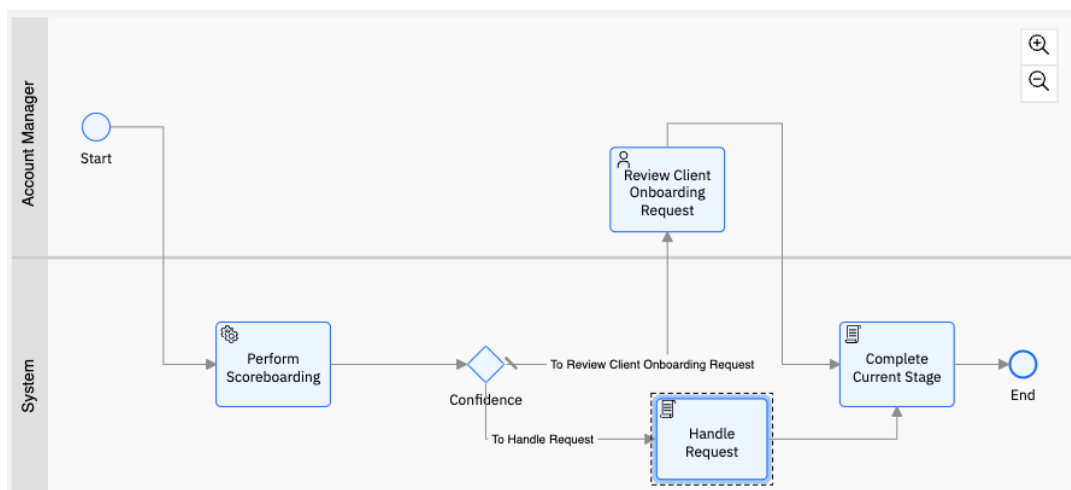 Account Manager
Start
Review Client
Onboarding
Request
System
Perform
Scoreboarding
Confidence
To Review Client Onboarding Request
To Handle Request
Handle
Request
Complete
Current Stage
End